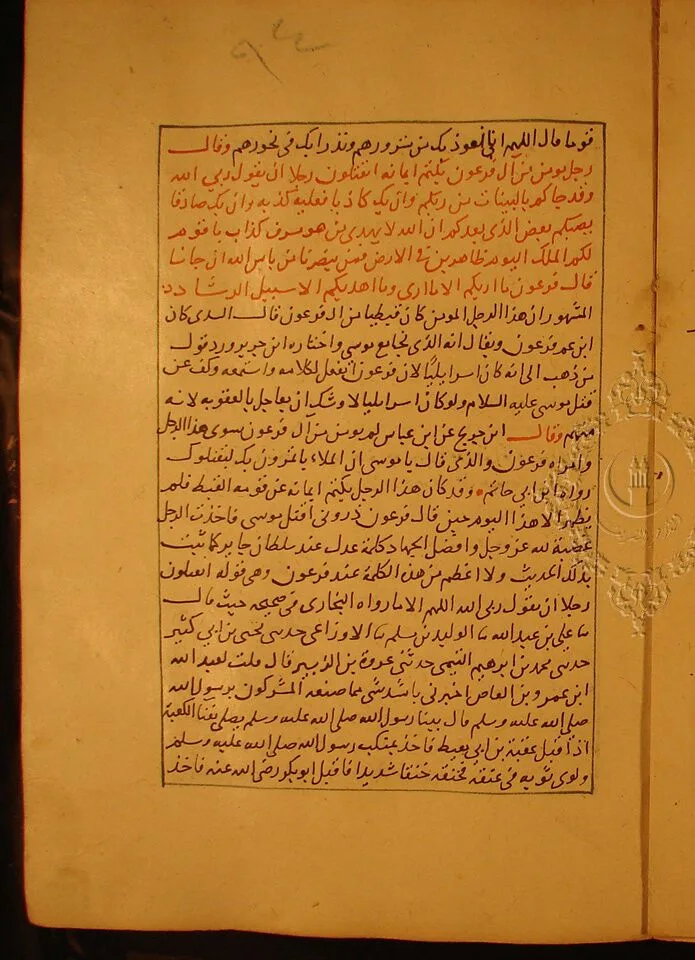 قوما قال اللهم اني نعوذ بك من شرورهم وندرا بك في نحورهم وقال
رجل مومن من آل فرعون يكتم ايمانه اتقتلون رجلا ان يقول ربي الله
وقد جاكم بالبينات من ربكم وان يك كاذبا فعليه كذبه وان يك صادقا
يصبكم بعض الذي يعدكم ان الله لا يهدي من هو مسرف كذاب يا قوم
لكم الملك اليوم ظاهرين في الارض فمن ينصرنا من باس الله ان جانا
قال فرعون ما اريكم الا ما ارى وما اهديكم الا سبيل الرشاد
المشهور ان هذا الرجل المومن كان قبطيا من ال فرعون قال السدي كان
ابن عم فرعون ويقال انه الذي نجا مع موسى واختاره ابن جرير ورد قول
من ذهب الى انه كان اسرايليا لان فرعون انفعل لكلامه واستمعه وكف عن
قتل موسى عليه السلام ولو كان اسرايليا لاوشك ان يعاجل بالعقوبه لانه
منهم وقال ابن جريج عن ابن عباس لم يومن من آل فرعون سوى هذا الرجل
وامراه فرعون والذي قال يا موسى ان الملاء ياتمرون بك ليقتلوك
رواه ابن ابي حاتم وقد كان هذا الرجل يكتم ايمانه عن قومه القبط فلم
يظهر الا هذا اليوم حين قال فرعون ذروني اقتل موسى فاخذت الرجل
غضبة لله عز وجل وافضل الجهاد كلمة عدل عند سلطان جاير كما ثبت
بذلك الحديث ولا اعظم من هذه الكلمة عند فرعون وهي قوله اتقتلون
رجلا ان يقول ربي الله اللهم الا ما رواه البخاري في صحيحه حيث قال
ثنا علي بن عبد الله ثنا الوليد بن مسلم ثنا الاوزاعي حدثني يحيى بن ابي كثير
حدثني محمد بن ابرهيم التيمي حدثني عروة بن الزبير قال قلت لعبد الله
ابن عمرو بن العاص اخبرني باشد شي مما صنعه المشركون برسول الله
صلى الله عليه وسلم قال بينا رسول الله صلى الله عليه وسلم يصلي بفنا الكعبة
اذ اقبل عقبة بن ابي معيط فاخذ بمنكب رسول الله صلى الله عليه وسلم
ولوى ثوبه في عنقه فخنقه خنقا شديدا فاقبل ابو بكر رضي الله عنه فاخذ